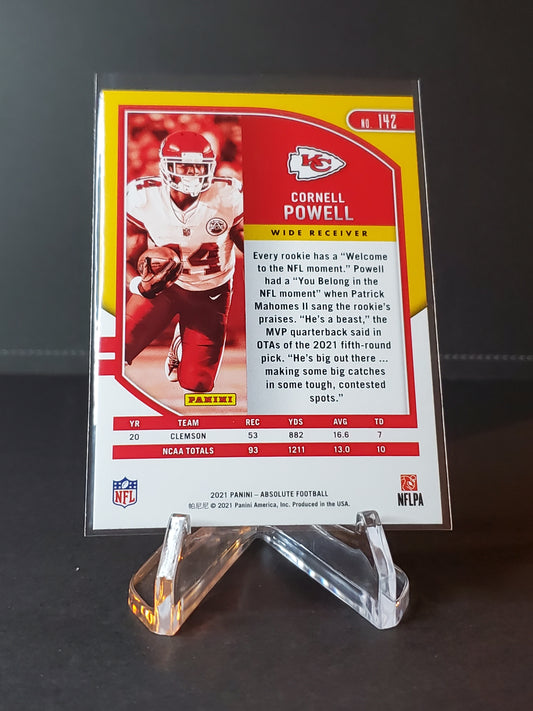 NO. 142
KC
CORNELL
POWELL
WIDE RECEIVER
14
Every rookie has a “Welcome
to the NFL moment.” Powell
had a “You Belong in the
NFL moment” when Patrick
Mahomes II sang the rookie’s
praises. “He’s a beast,” the
MVP quarterback said in
OTAs of the 2021 fifth-round
pick. “He’s big out there ...
making some big catches
in some tough, contested
spots.”
PANINI
YR TEAM REC YDS AVG TD
20 CLEMSON 53 882 16.6 7
NCAA TOTALS 93 1211 13.0 10
NFL
2021 PANINI – ABSOLUTE FOOTBALL
帕尼尼 © 2021 Panini America, Inc. Produced in the USA.
NFLPA